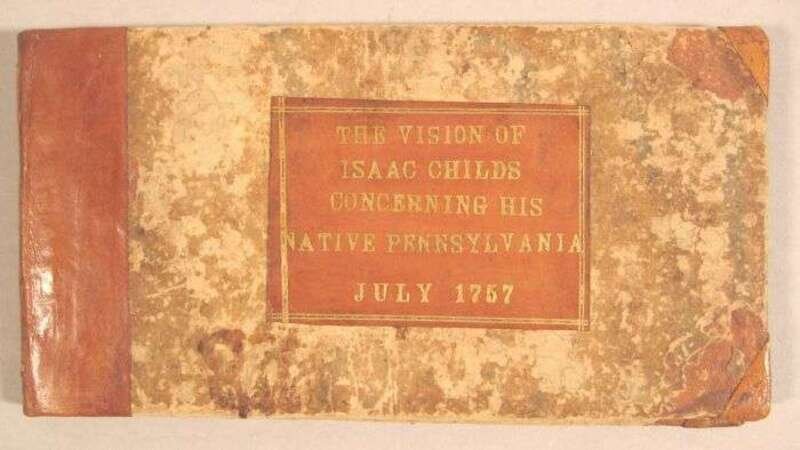 THE VISION OF
ISAAC CHILDS
CONCERNING HIS
NATIVE PENNSYLVANIA
JULY 1757